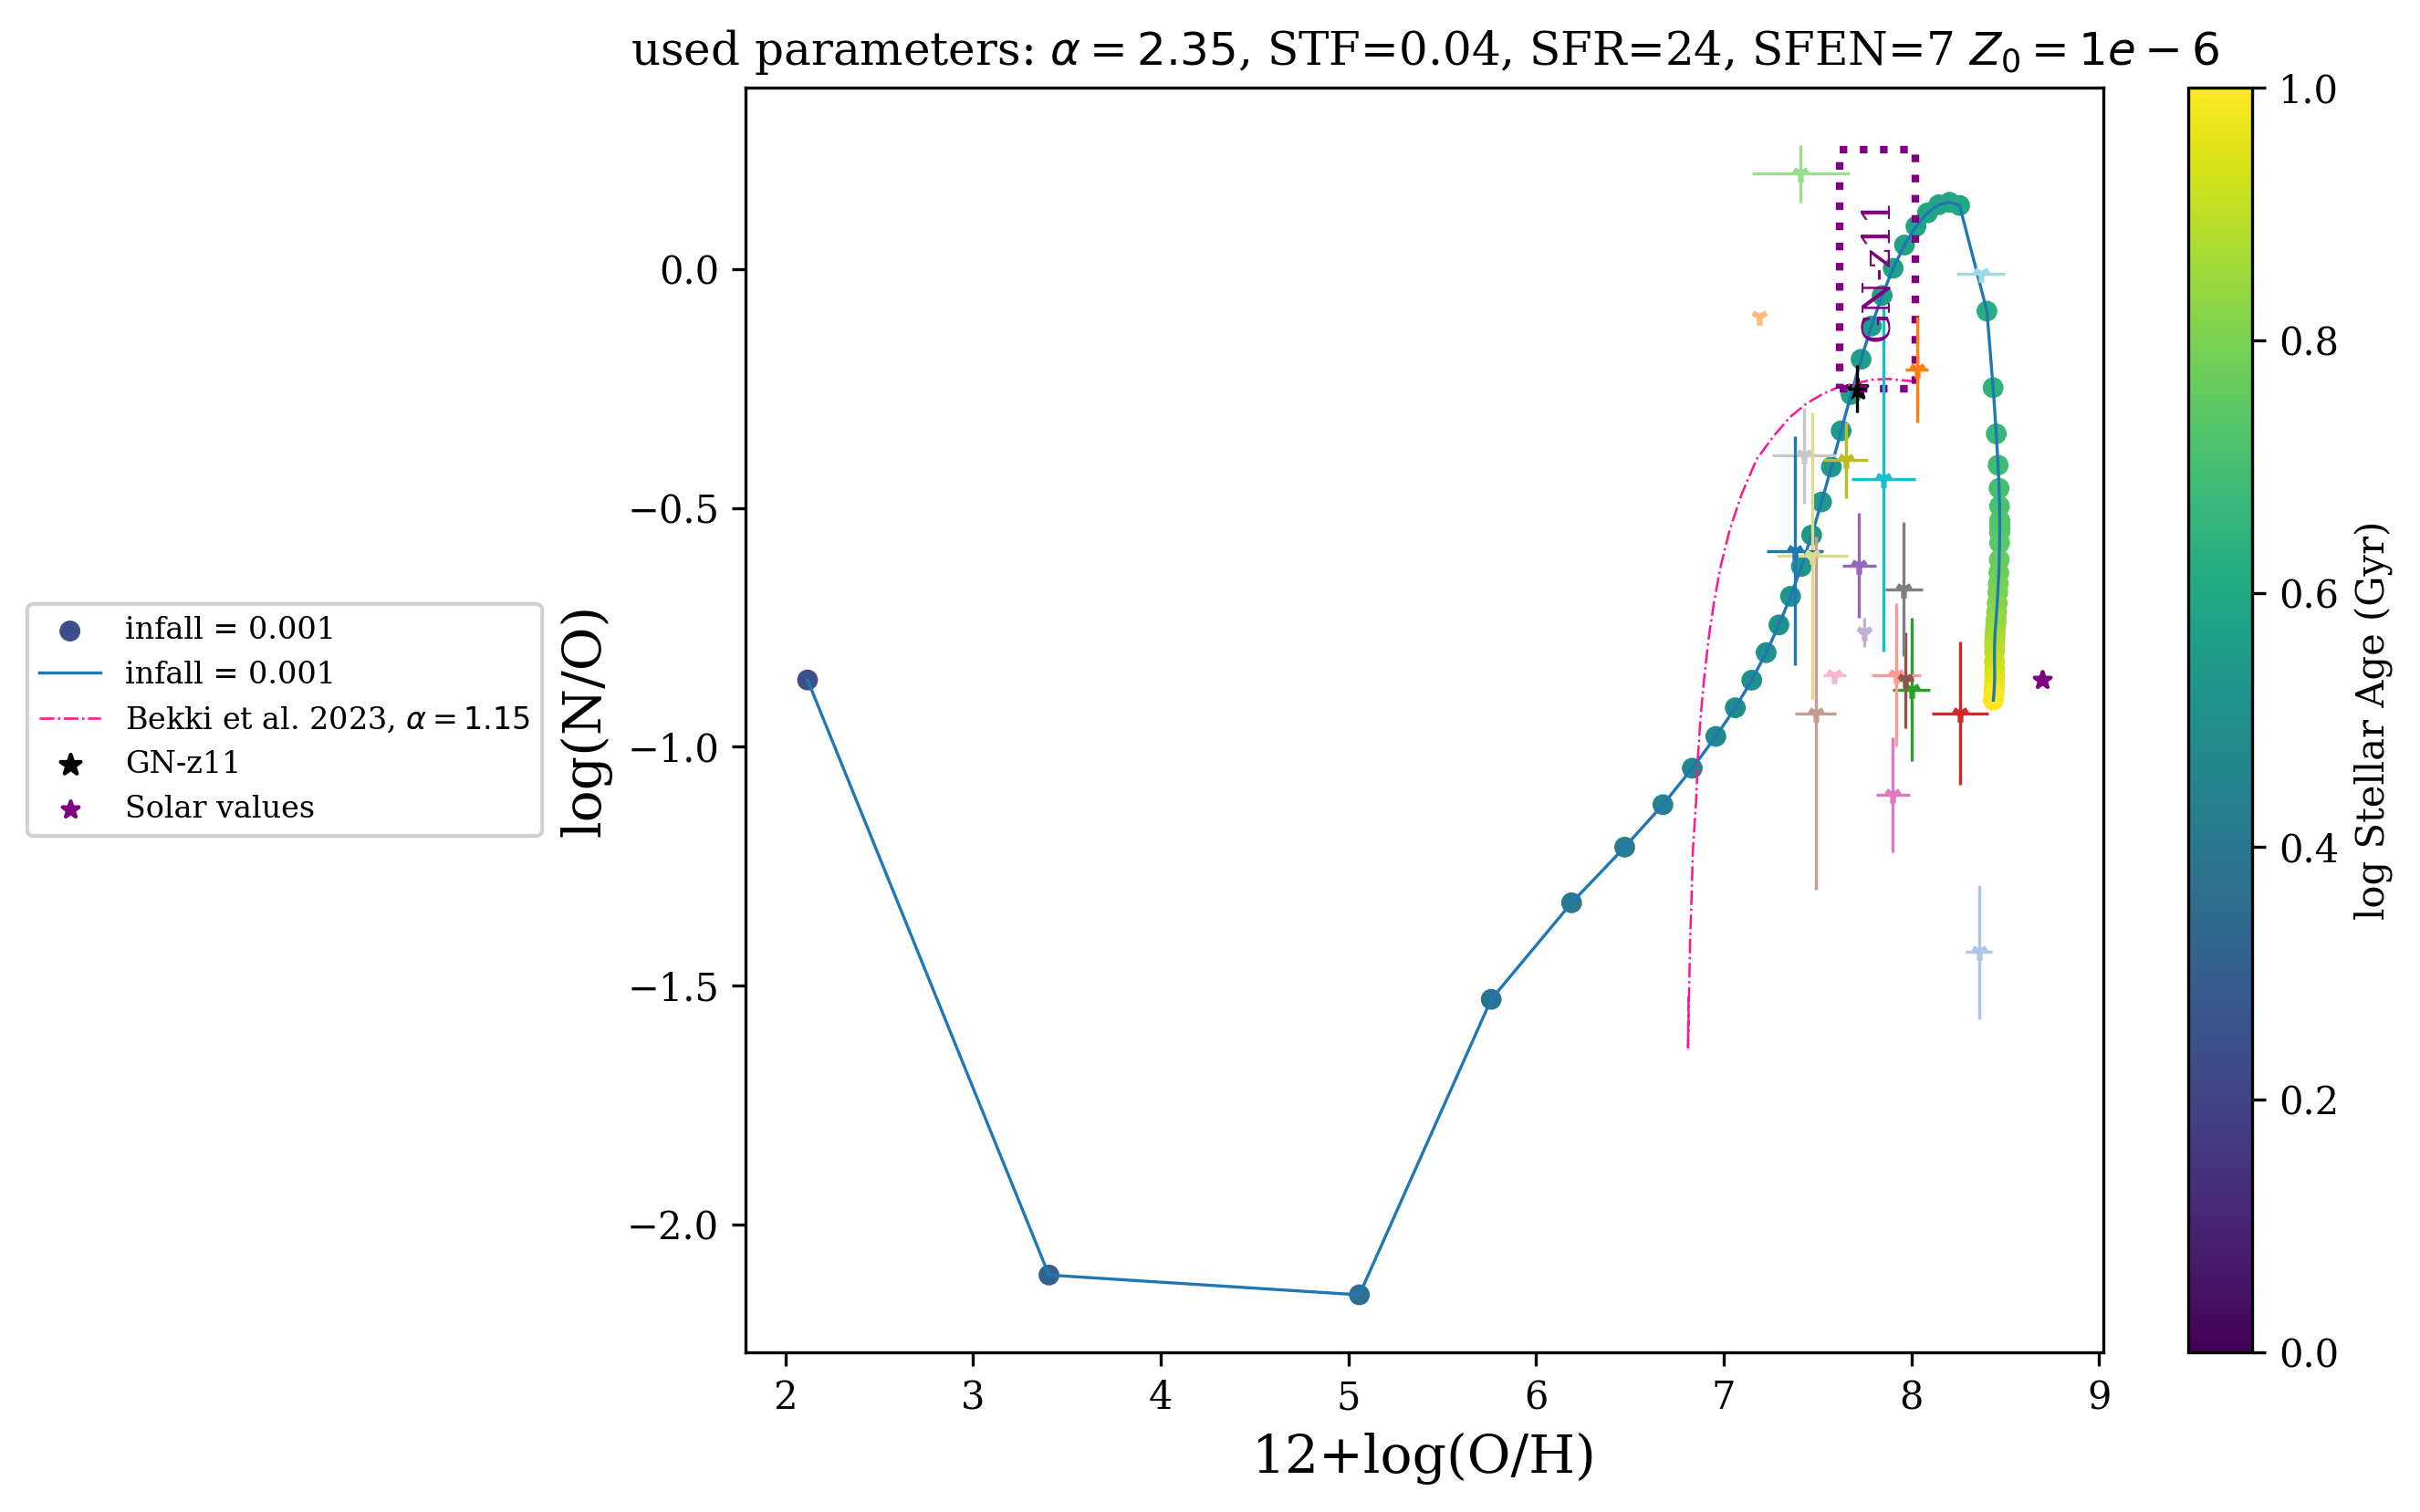 used parameters: α = 2.35, STF=0.04, SFR=24, SFEN=7 Z₀ = 1e − 6
infall = 0.001
infall = 0.001
Bekki et al. 2023, α = 1.15
GN-z11
Solar values
log(N/O)
0.0
−0.5
−1.0
−1.5
−2.0
GN-z11
2
3
4
5
6
7
8
9
12+log(O/H)
1.0
0.8
0.6
0.4
0.2
0.0
log Stellar Age (Gyr)